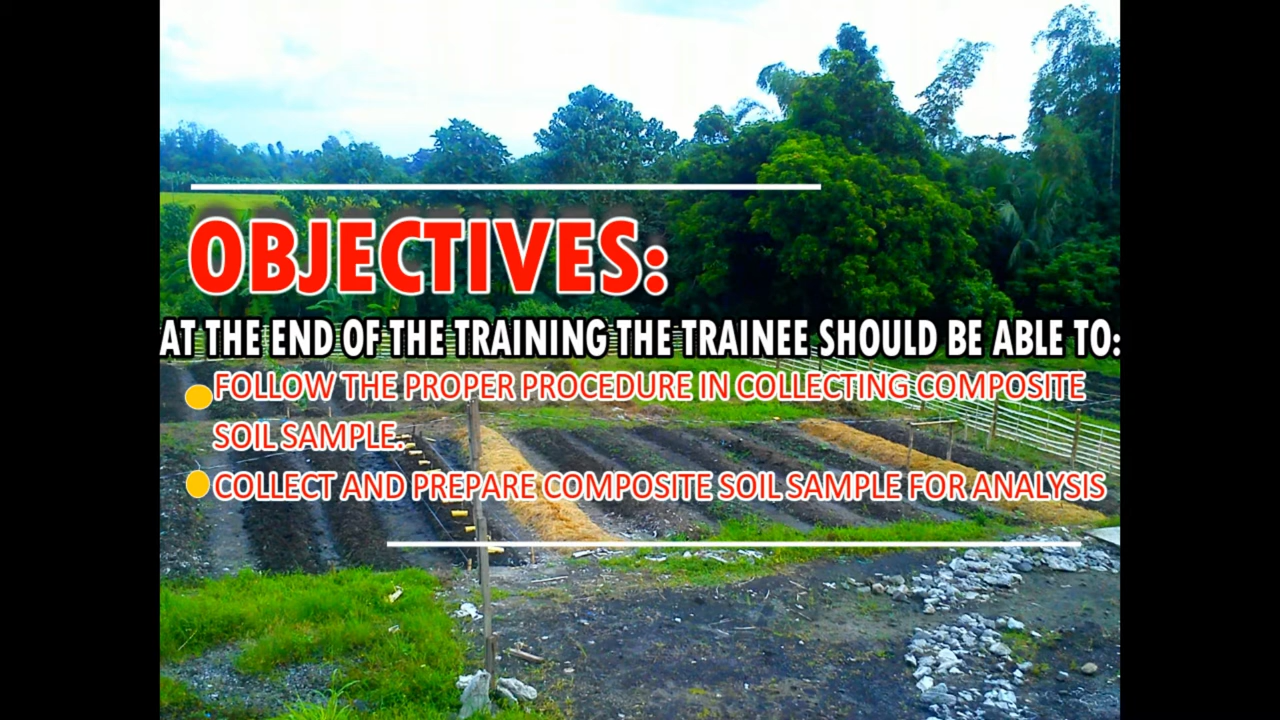 OBJECTIVES:
AT THE END OF THE TRAINING THE TRAINEE SHOULD BE ABLE TO:
FOLLOW THE PROPER PROCEDURE IN COLLECTING COMPOSITE
SOIL SAMPLE.
COLLECT AND PREPARE COMPOSITE SOIL SAMPLE FOR ANALYSIS